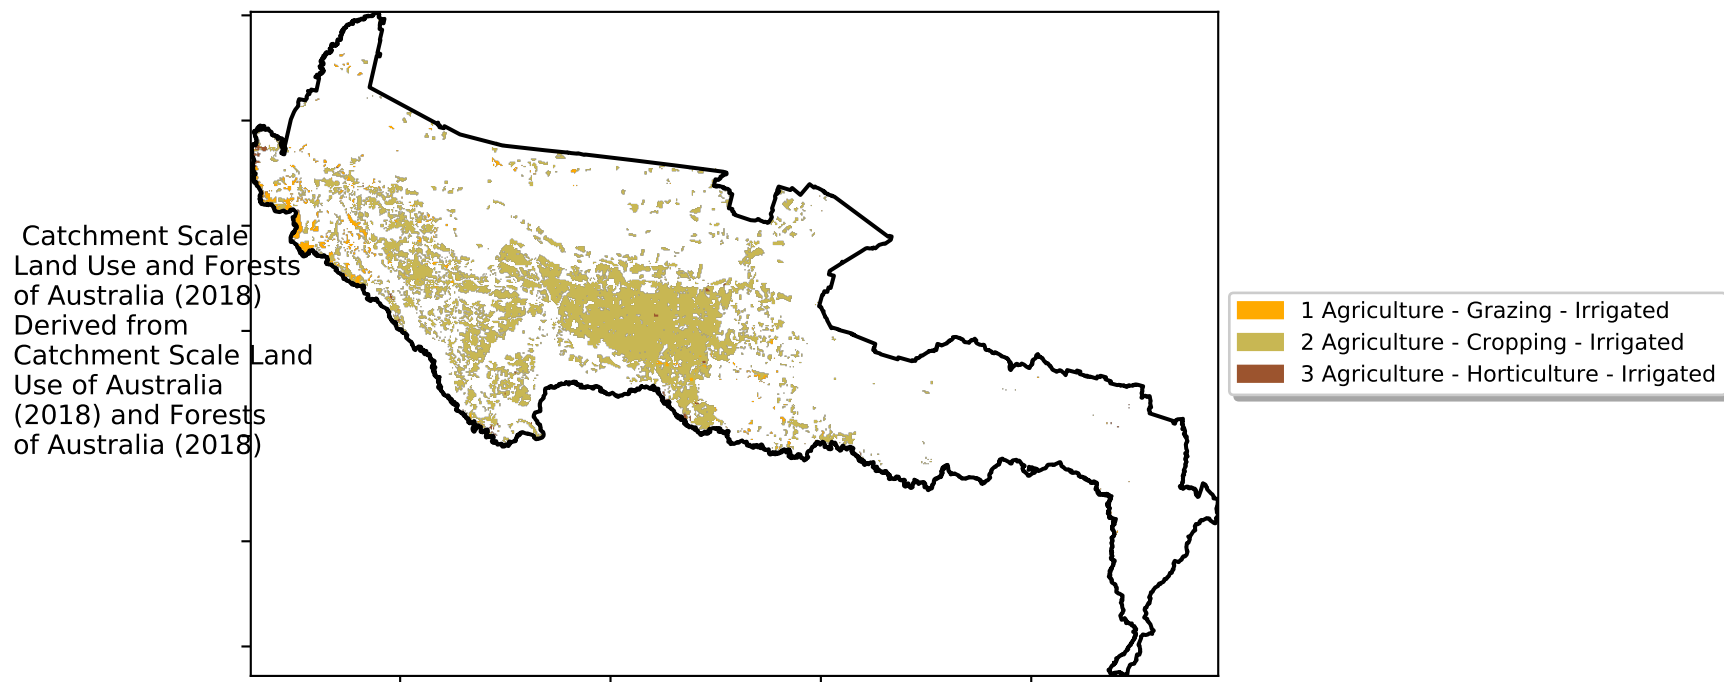 Catchment Scale
Land Use and Forests
of Australia (2018)
Derived from
Catchment Scale Land
Use of Australia
(2018) and Forests
of Australia (2018)
1 Agriculture - Grazing - Irrigated
2 Agriculture - Cropping - Irrigated
3 Agriculture - Horticulture - Irrigated